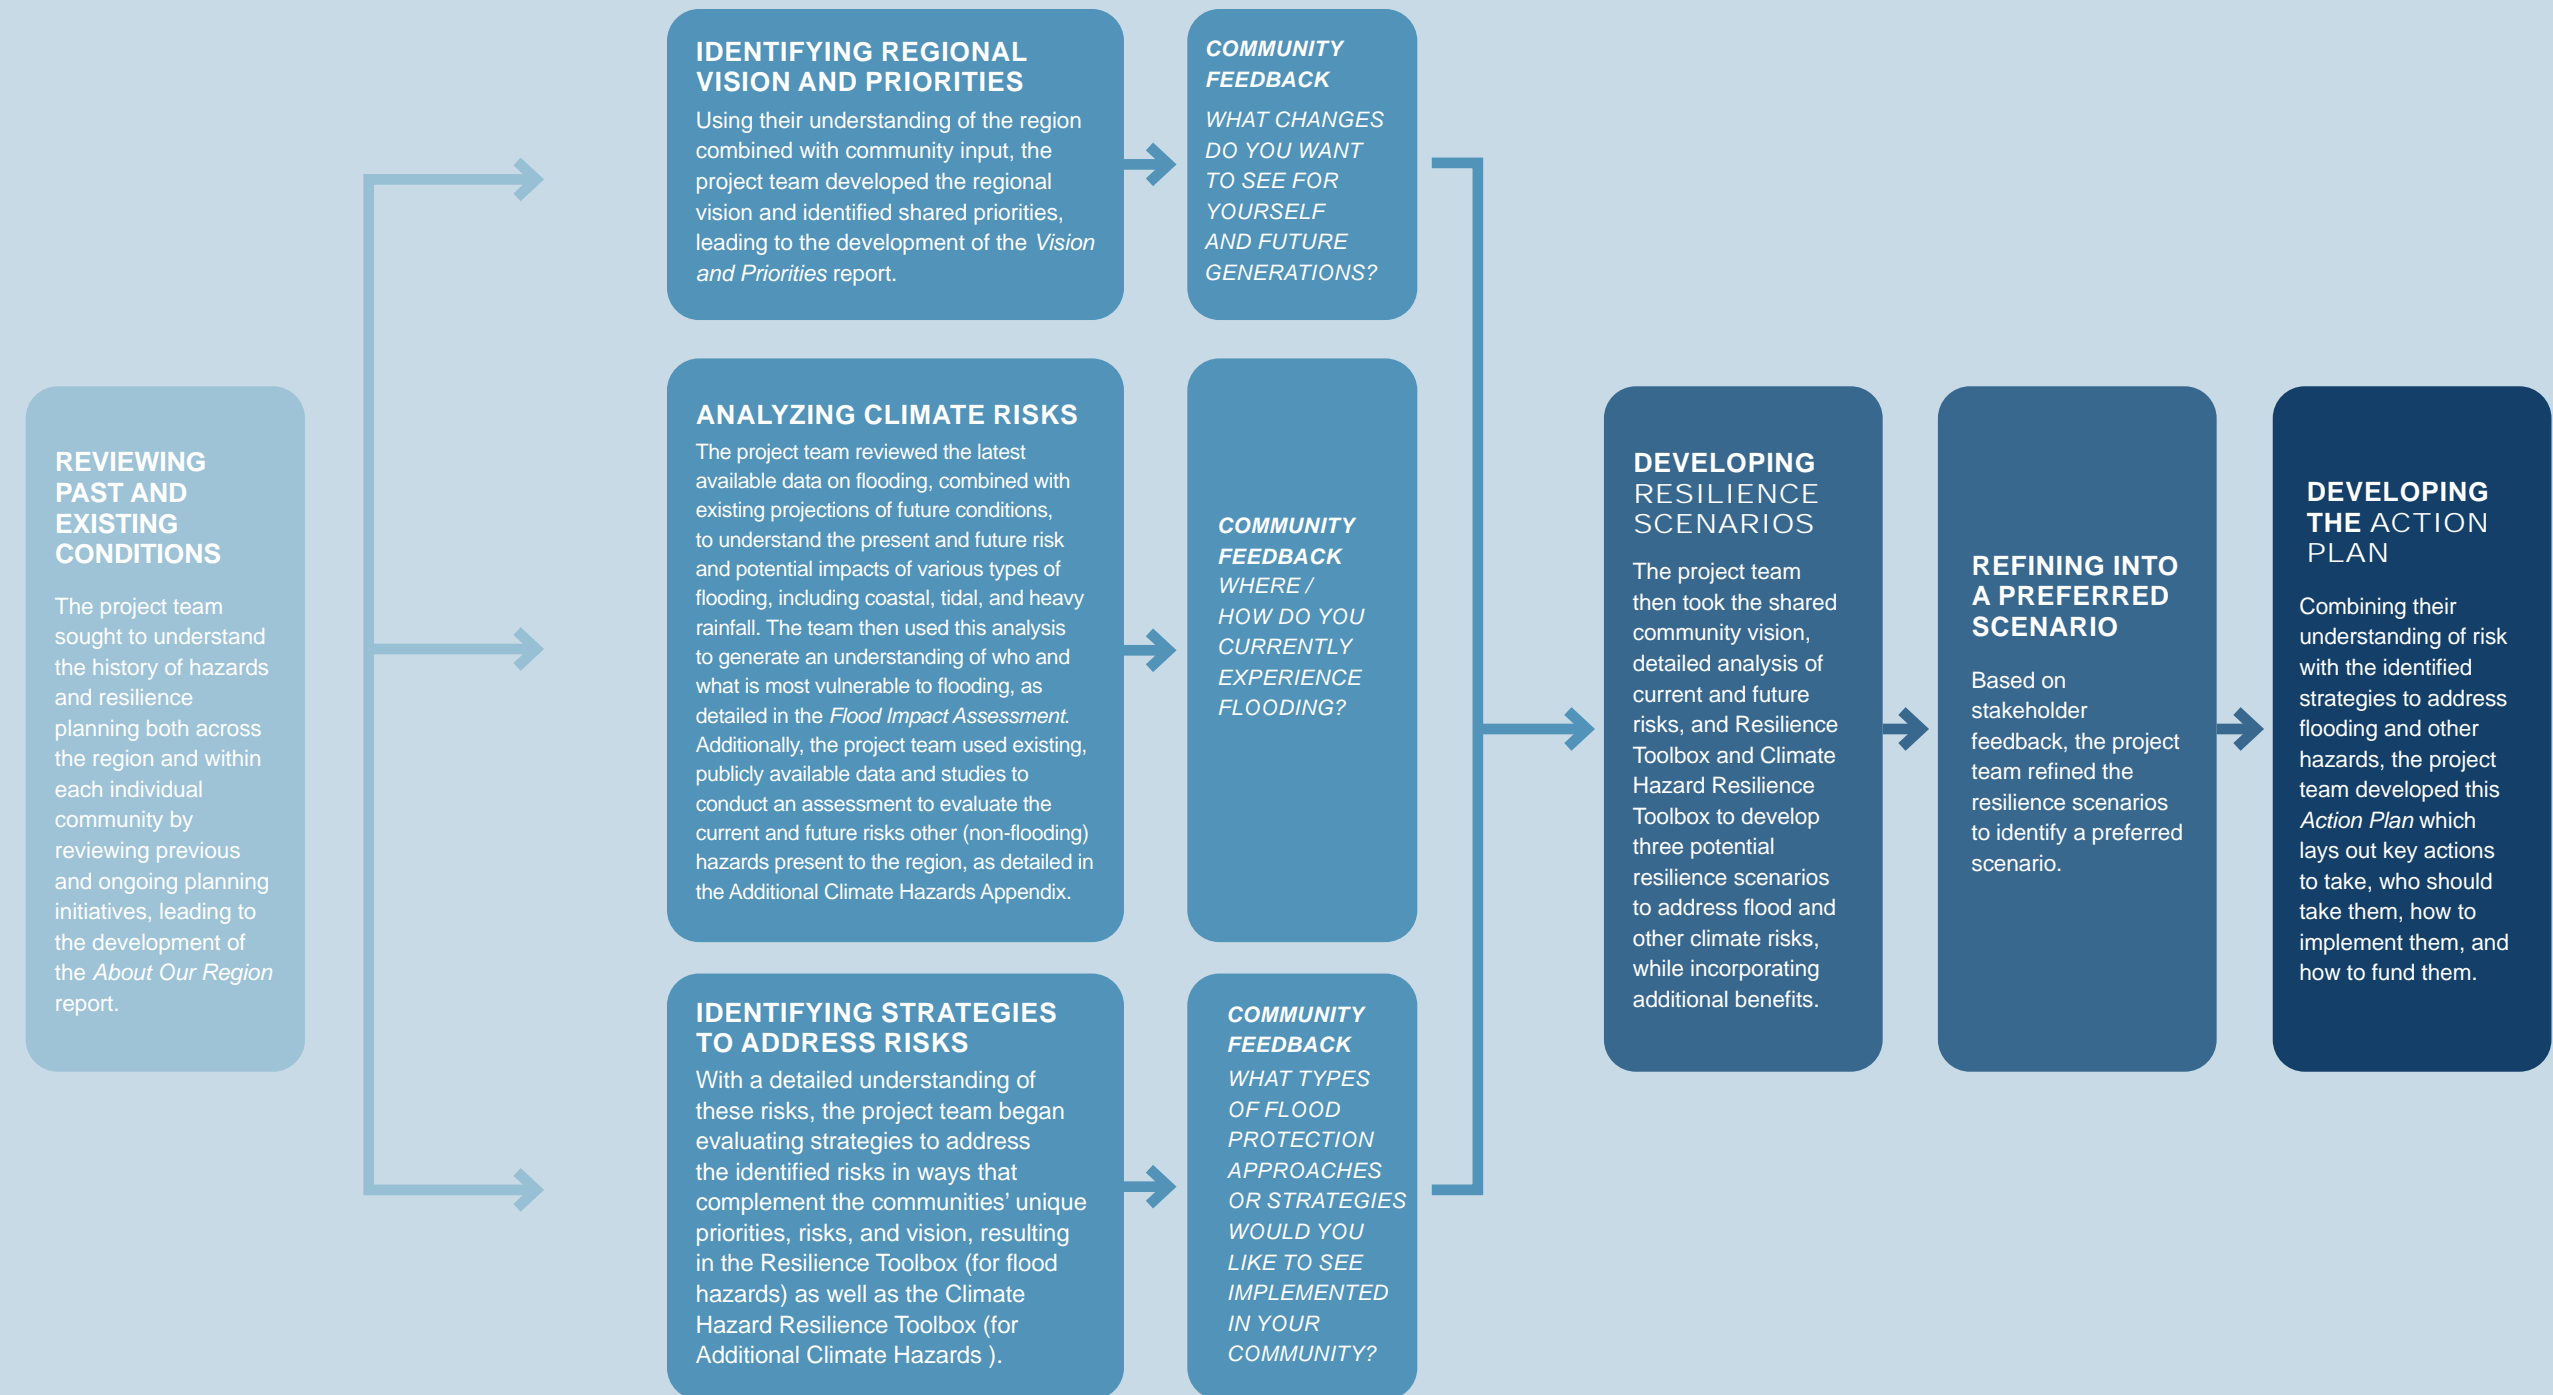 REVIEWING
PAST AND
EXISTING
CONDITIONS
The project team
sought to understand
the history of hazards
and resilience
planning both across
the region and within
each individual
community by
reviewing previous
and ongoing planning
initiatives, leading to
the development of
the About Our Region
report.
IDENTIFYING REGIONAL
VISION AND PRIORITIES
Using their understanding of the region
combined with community input, the
project team developed the regional
vision and identified shared priorities,
leading to the development of the Vision
and Priorities report.
COMMUNITY
FEEDBACK
WHAT CHANGES
DO YOU WANT
TO SEE FOR
YOURSELF
AND FUTURE
GENERATIONS?
ANALYZING CLIMATE RISKS
The project team reviewed the latest
available data on flooding, combined with
existing projections of future conditions,
to understand the present and future risk
and potential impacts of various types of
flooding, including coastal, tidal, and heavy
rainfall. The team then used this analysis
to generate an understanding of who and
what is most vulnerable to flooding, as
detailed in the Flood Impact Assessment.
Additionally, the project team used existing,
publicly available data and studies to
conduct an assessment to evaluate the
current and future risks other (non-flooding)
hazards present to the region, as detailed in
the Additional Climate Hazards Appendix.
COMMUNITY
FEEDBACK
WHERE /
HOW DO YOU
CURRENTLY
EXPERIENCE
FLOODING?
IDENTIFYING STRATEGIES
TO ADDRESS RISKS
With a detailed understanding of
these risks, the project team began
evaluating strategies to address
the identified risks in ways that
complement the communities’ unique
priorities, risks, and vision, resulting
in the Resilience Toolbox (for flood
hazards) as well as the Climate
Hazard Resilience Toolbox (for
Additional Climate Hazards ).
COMMUNITY
FEEDBACK
WHAT TYPES
OF FLOOD
PROTECTION
APPROACHES
OR STRATEGIES
WOULD YOU
LIKE TO SEE
IMPLEMENTED
IN YOUR
COMMUNITY?
DEVELOPING
RESILIENCE
SCENARIOS
The project team
then took the shared
community vision,
detailed analysis of
current and future
risks, and Resilience
Toolbox and Climate
Hazard Resilience
Toolbox to develop
three potential
resilience scenarios
to address flood and
other climate risks,
while incorporating
additional benefits.
REFINING INTO
A PREFERRED
SCENARIO
Based on
stakeholder
feedback, the project
team refined the
resilience scenarios
to identify a preferred
scenario.
DEVELOPING
THE ACTION
PLAN
Combining their
understanding of risk
with the identified
strategies to address
flooding and other
hazards, the project
team developed this
Action Plan which
lays out key actions
to take, who should
take them, how to
implement them, and
how to fund them.